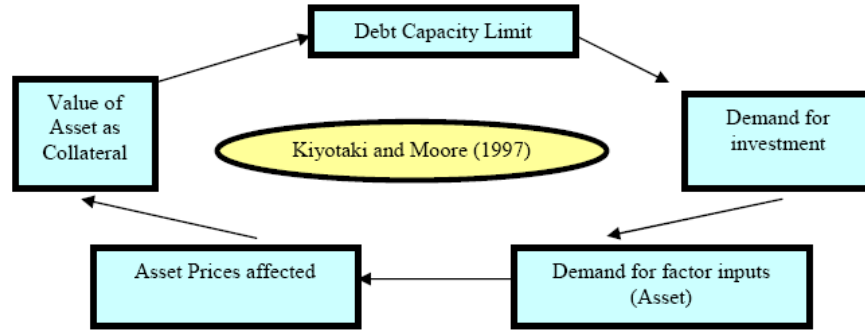 Debt Capacity Limit
Value of
Asset as
Collateral
Demand for
investment
Kiyotaki and Moore (1997)
Asset Prices affected
Demand for factor inputs
(Asset)